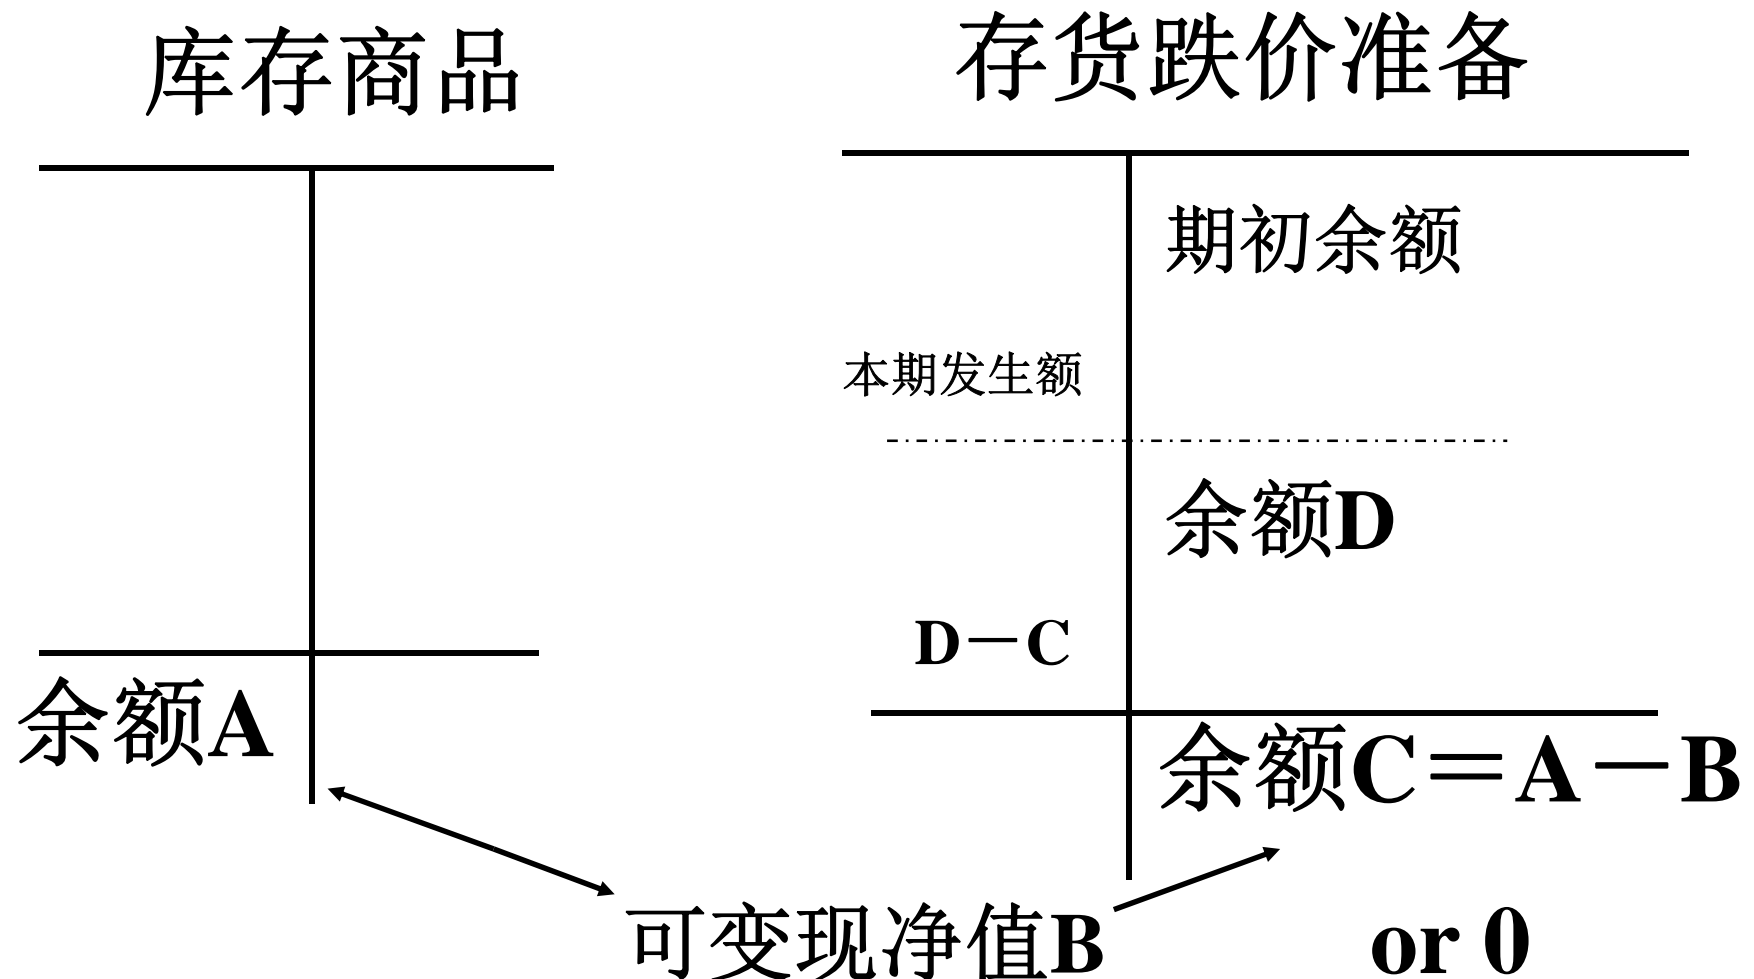 库存商品
存货跌价准备
期初余额
本期发生额
余额D
D－C
余额A
余额C＝A－B
可变现净值B
or 0